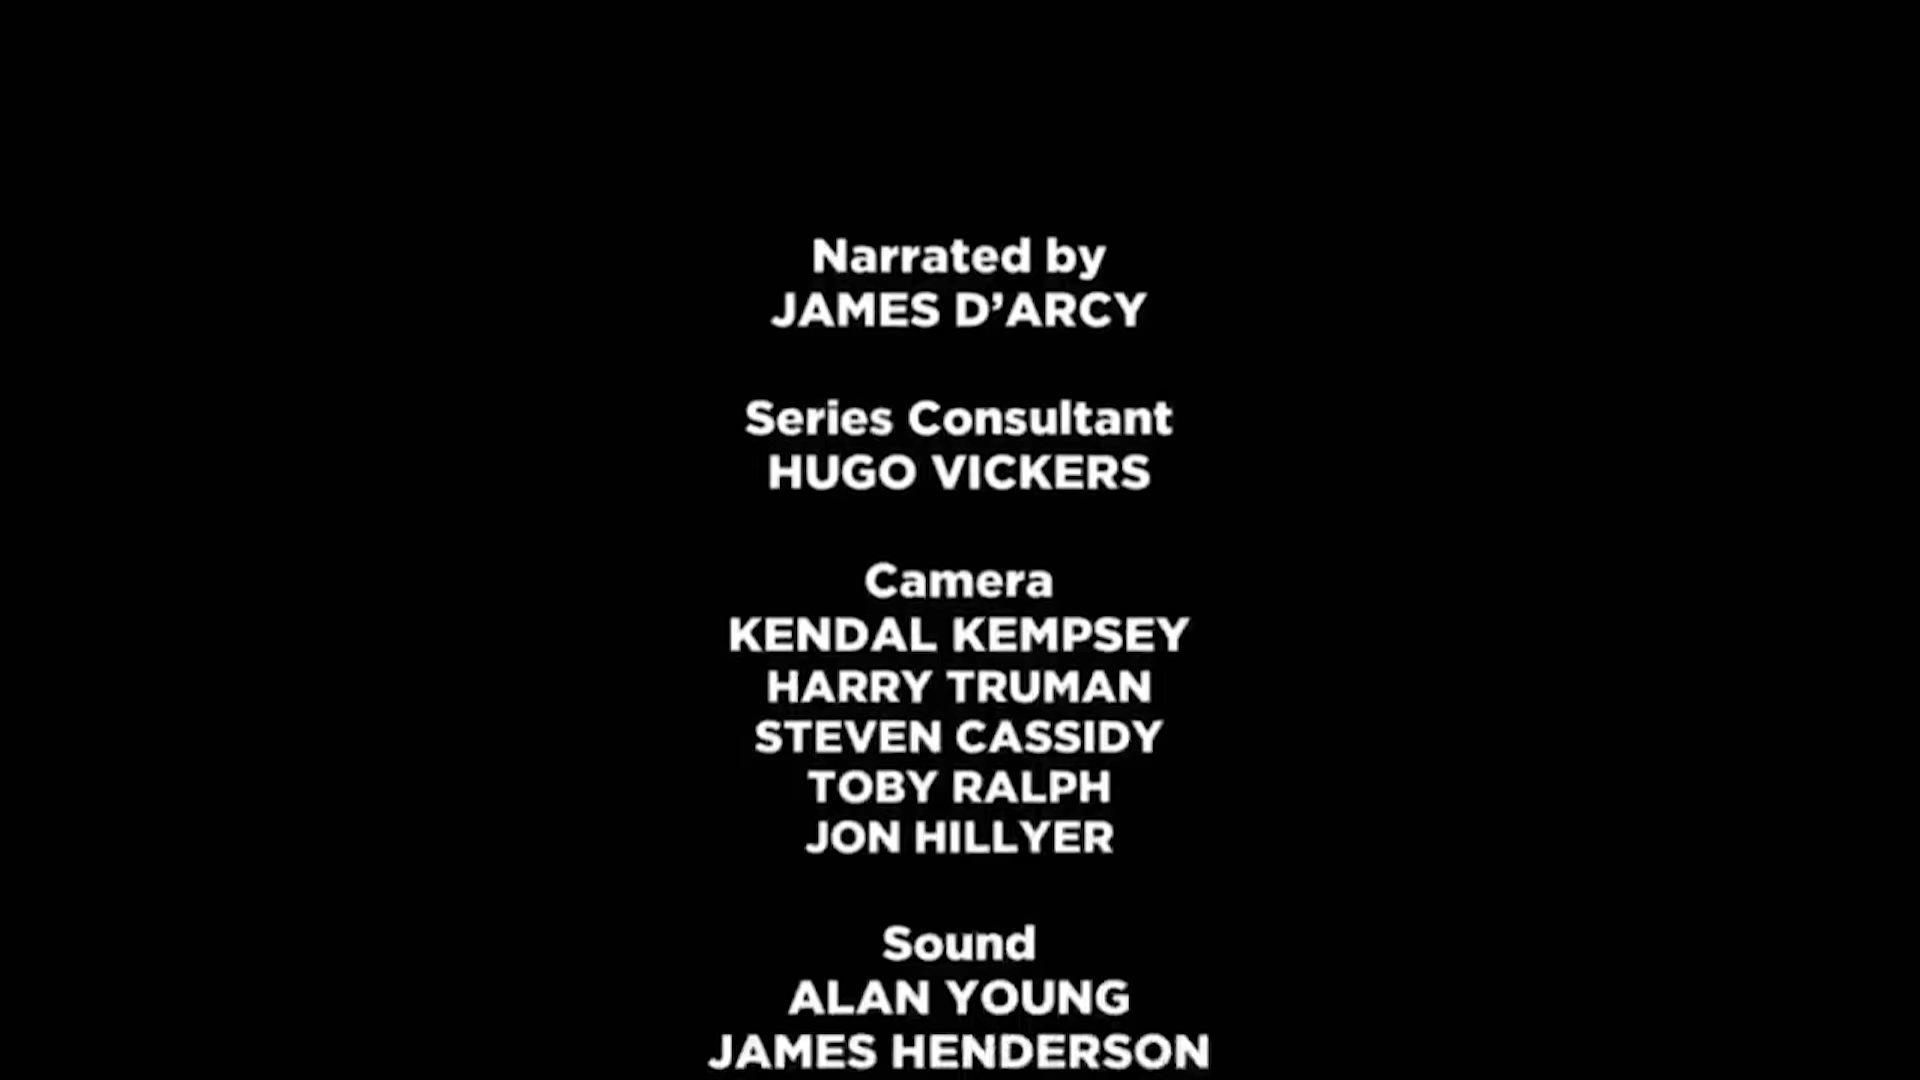 Narrated by
JAMES D’ARCY
Series Consultant
HUGO VICKERS
Camera
KENDAL KEMPSEY
HARRY TRUMAN
STEVEN CASSIDY
TOBY RALPH
JON HILLYER
Sound
ALAN YOUNG
JAMES HENDERSON